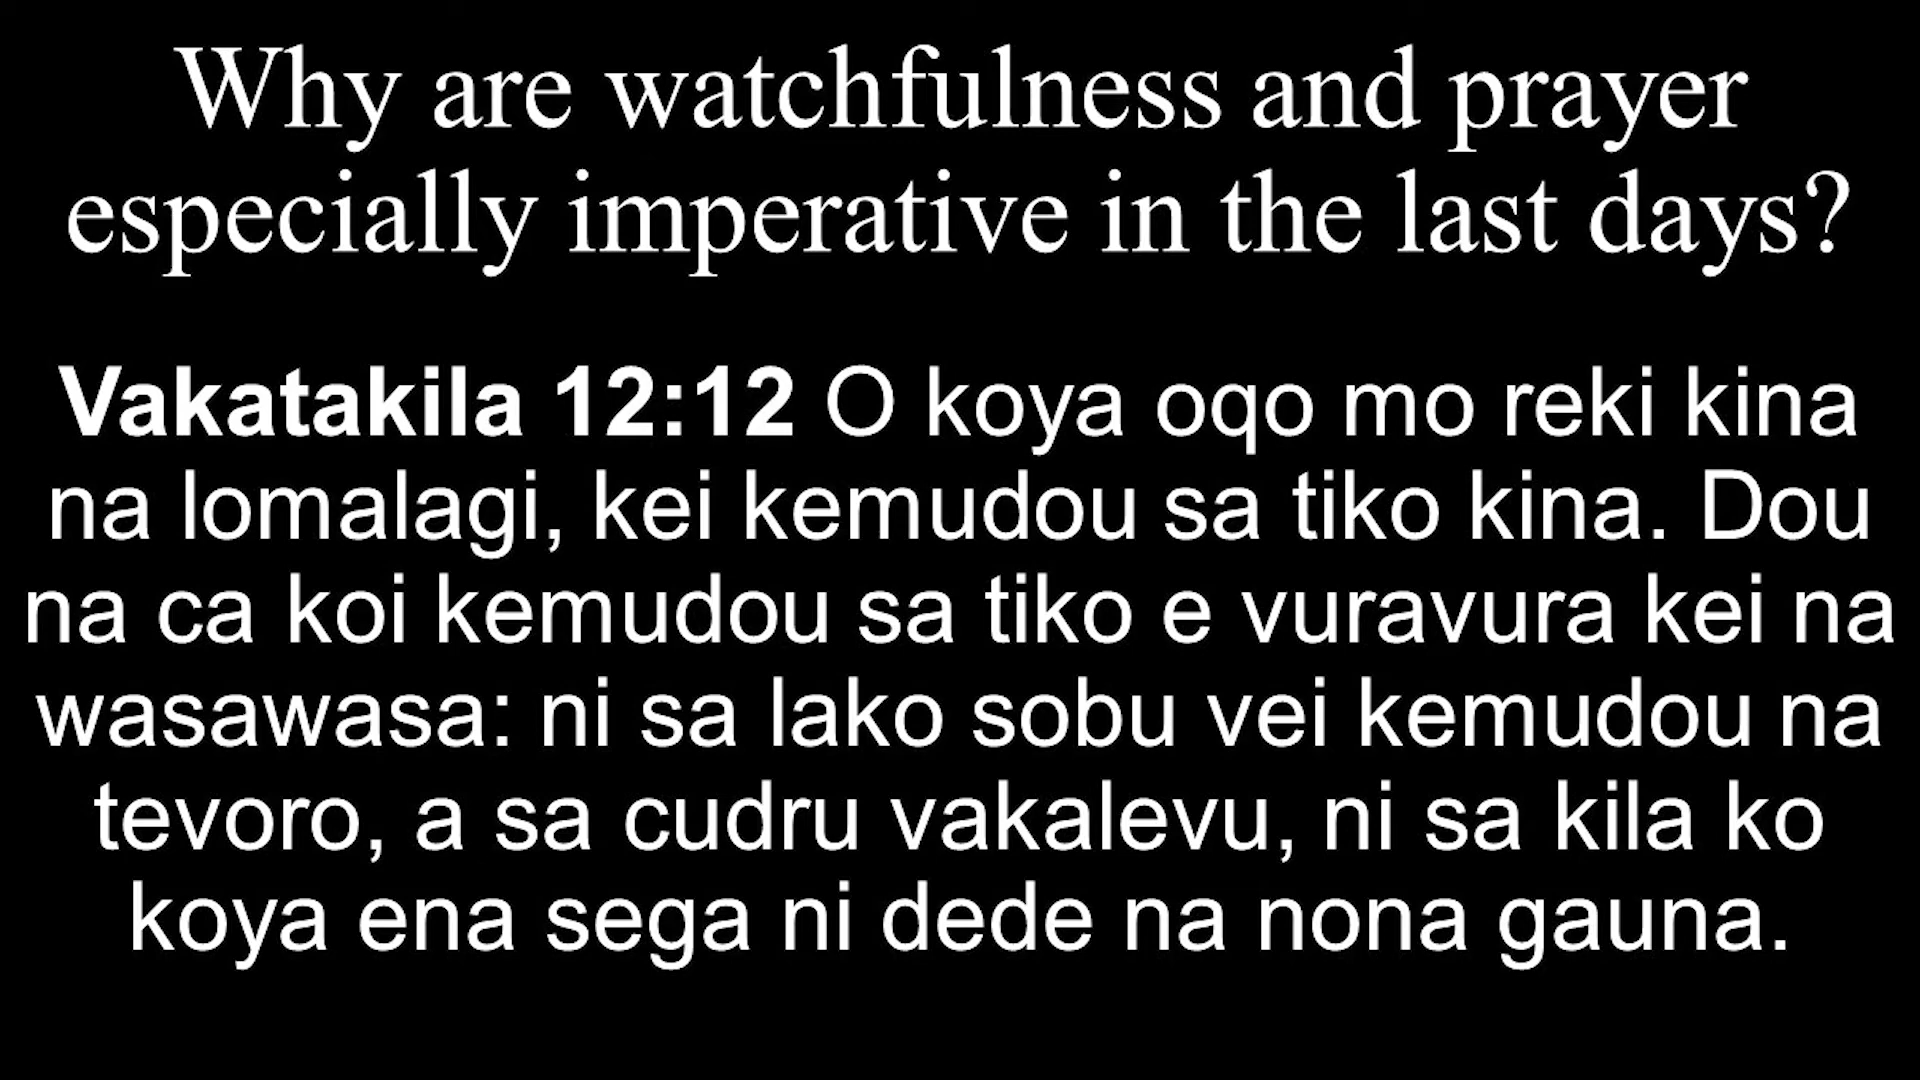 Why are watchfulness and prayer
especially imperative in the last days?
Vakatakila 12:12 O koya oqo mo reki kina
na lomalagi, kei kemudou sa tiko kina. Dou
na ca koi kemudou sa tiko e vuravura kei na
wasawasa: ni sa lako sobu vei kemudou na
tevoro, a sa cudru vakalevu, ni sa kila ko
koya ena sega ni dede na nona gauna.